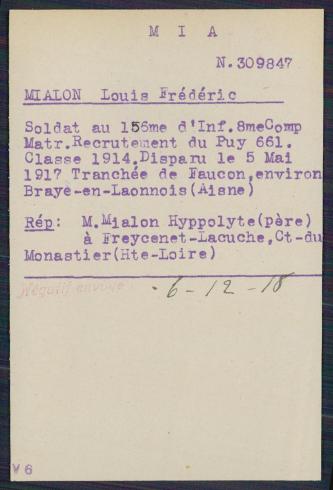 M I A
N.309847
MIALON Louis Frédéric
Soldat au 156me d'Inf.8meComp
Matr.Recrutement du Puy 661.
Classe 1914.Disparu le 5 Mai
1917 Tranchée de Faucon,environ
Braye-en-Laonnois(Aisne)
Rép: M.Mialon Hyppolyte(père)
à Freycenet-Lacuche,Ct-du
Monastier(Hte-Loire)
Négatif envoyé
6-12-18
V 6